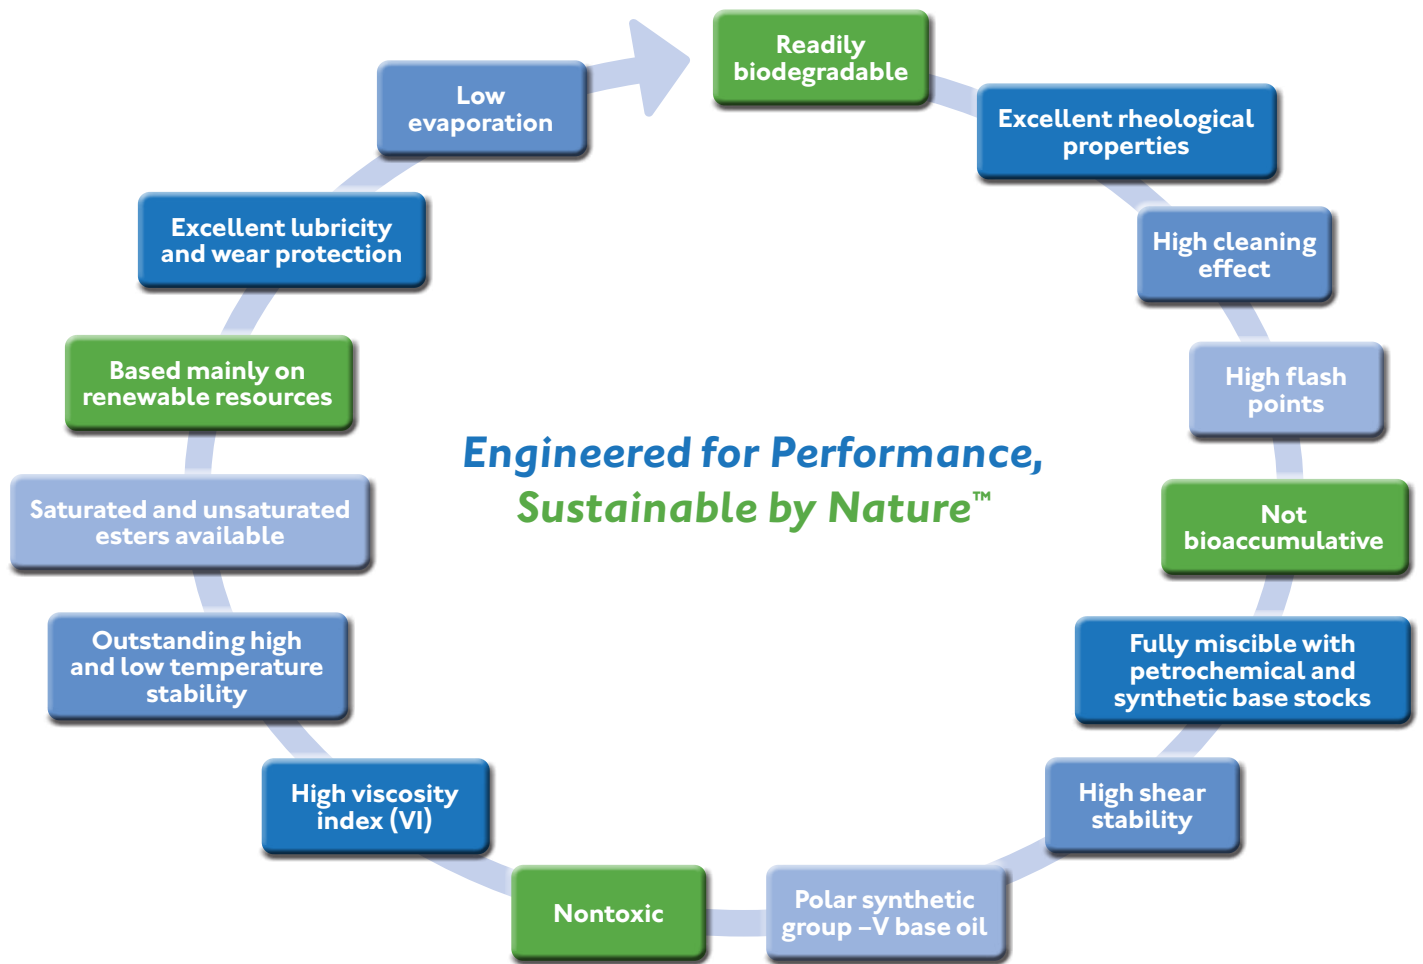 Readily
biodegradable
Excellent rheological
properties
High cleaning
effect
High flash
points
Not
bioaccumulative
Fully miscible with
petrochemical and
synthetic base stocks
High shear
stability
Polar synthetic
group –V base oil
Nontoxic
High viscosity
index (VI)
Outstanding high
and low temperature
stability
Saturated and unsaturated
esters available
Based mainly on
renewable resources
Excellent lubricity
and wear protection
Low
evaporation
Engineered for Performance,
Sustainable by Nature™